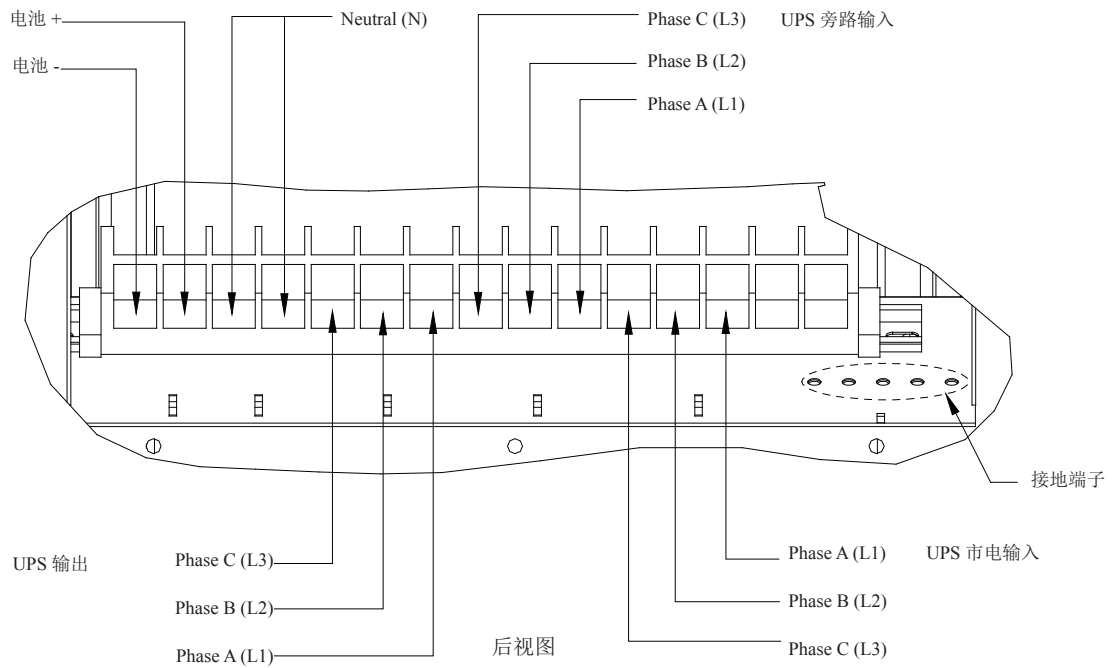 电池 +
Neutral (N)
Phase C (L3)
UPS 旁路输入
电池 -
Phase B (L2)
Phase A (L1)
接地端子
UPS 输出
Phase C (L3)
Phase B (L2)
Phase A (L1)
Phase A (L1)
UPS 市电输入
Phase B (L2)
Phase C (L3)
后视图